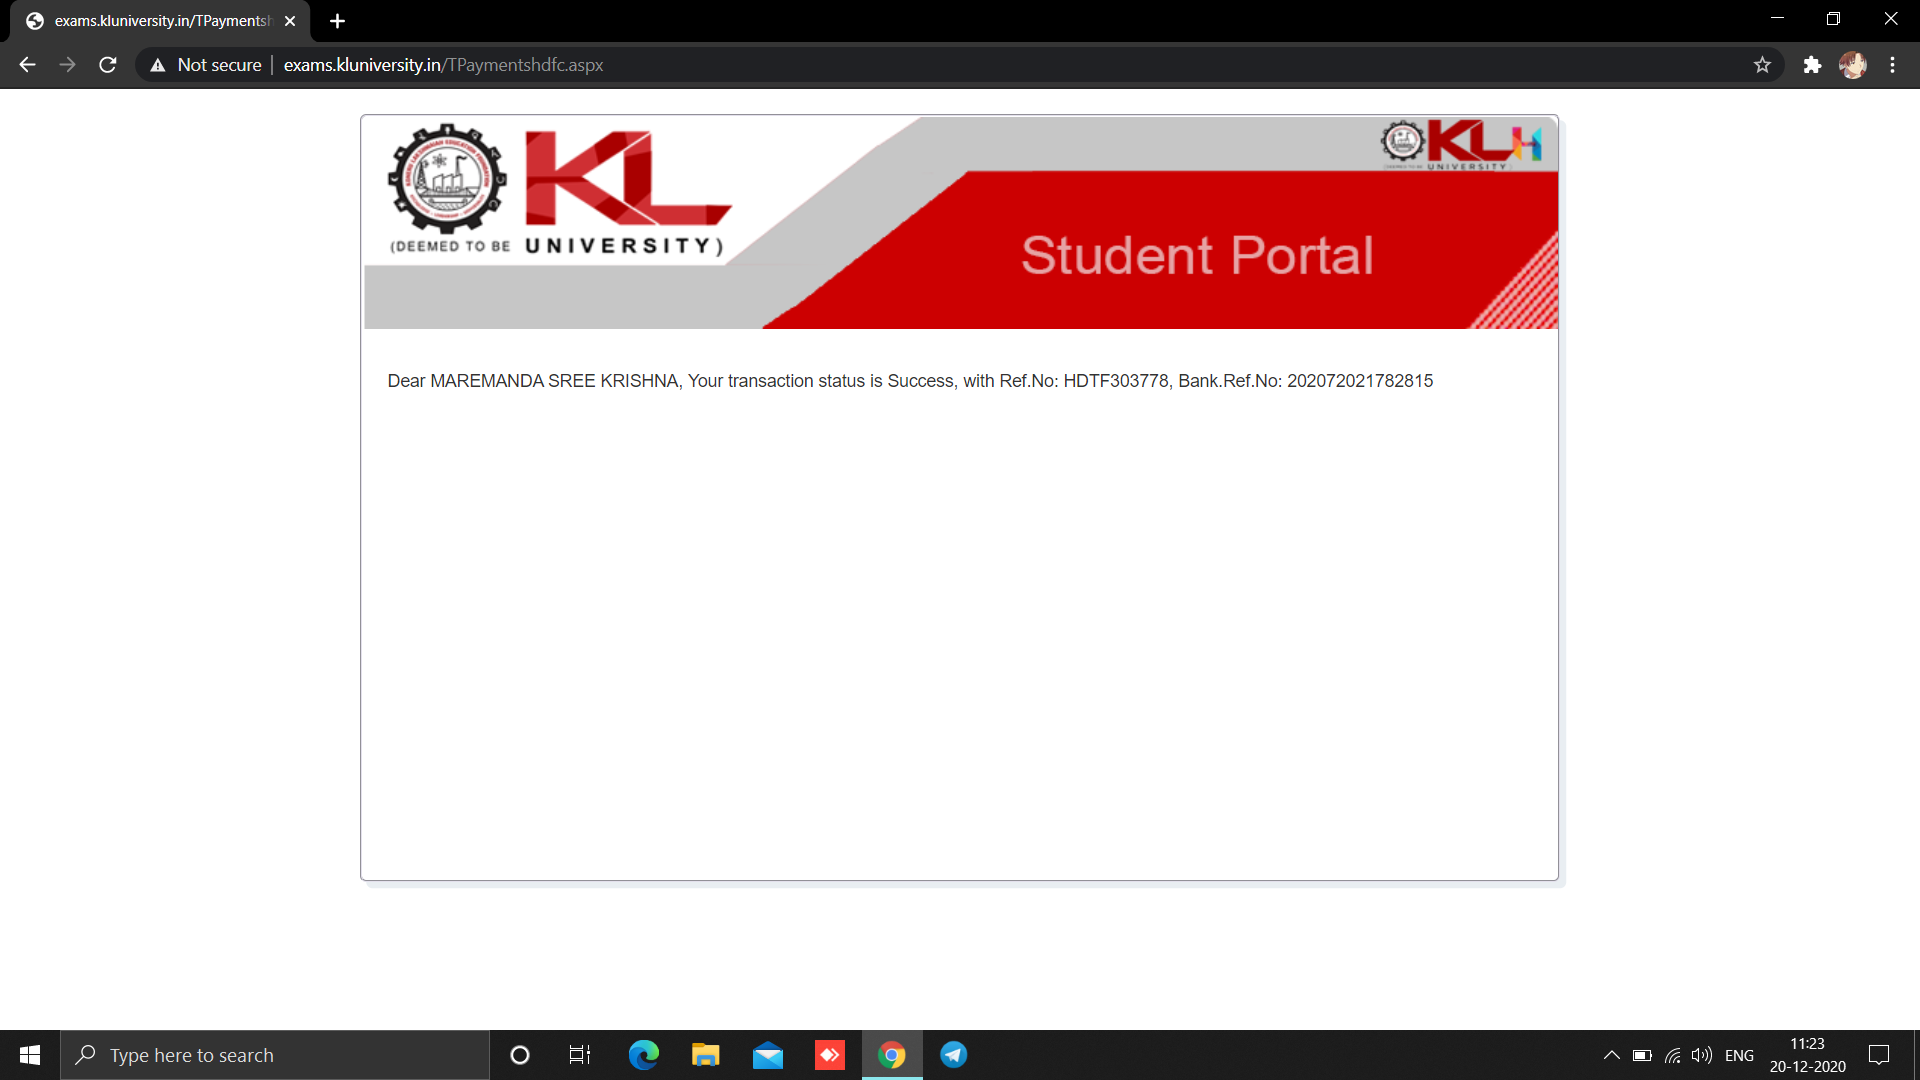 exams.kluniversity.in/TPaymentsh
Not secure
exams.kluniversity.in/TPaymentshdfc.aspx
KL
(DEEMED TO BE UNIVERSITY)
KLH
UNIVERSITY
Student Portal
Dear MAREMANDA SREE KRISHNA, Your transaction status is Success, with Ref.No: HDTF303778, Bank.Ref.No: 202072021782815
Type here to search
ENG
11:23
20-12-2020